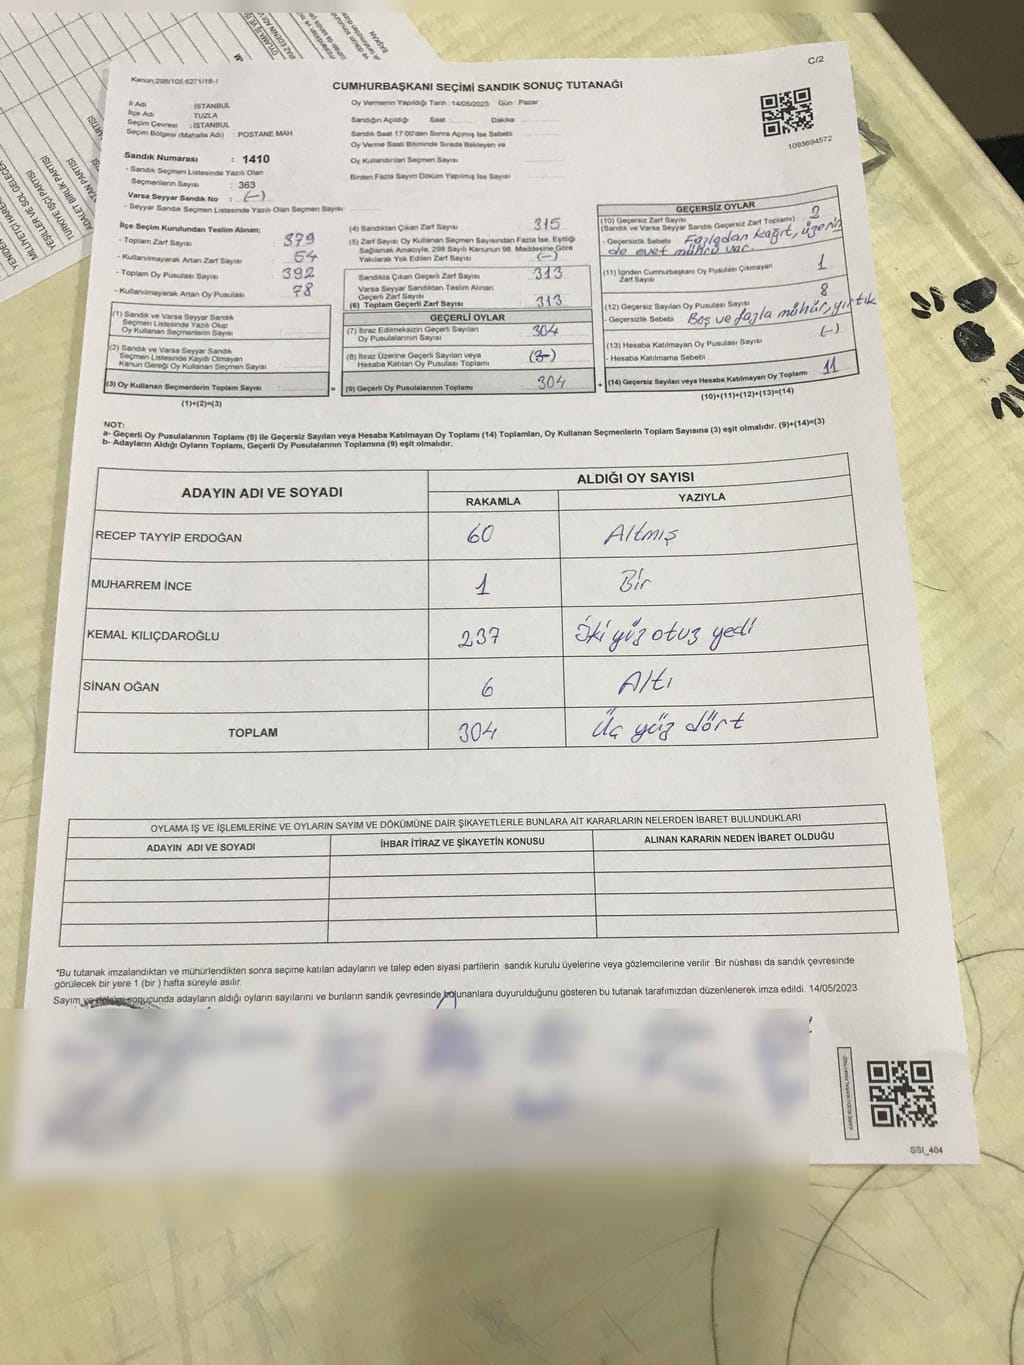 C/2
Kanun:298/105;6271/18-1
CUMHURBAŞKANI SEÇİMİ SANDIK SONUÇ TUTANAĞI
İl Adı : İSTANBUL
İlçe Adı : TUZLA
Seçim Çevresi : İSTANBUL
Seçim Bölgesi (Mahalle Adı) : POSTANE MAH
Sandık Numarası : 1410
- Sandık Seçmen Listesinde Yazılı Olan
Seçmenlerin Sayısı : 363
Varsa Seyyar Sandık No : (-)
- Seyyar Sandık Seçmen Listesinde Yazılı Olan Seçmen Sayısı:
Oy Vermenin Yapıldığı Tarih : 14/05/2023 Gün : Pazar
Sandığın Açıldığı Saat Dakika
Sandık Saat 17:00'den Sonra Açılmış İse Sebebi
Oy Verme Saati Bitiminde Sırada Bekleyen ve
Oy Kullandırılan Seçmen Sayısı
Birden Fazla Sayım Döküm Yapılmış İse Sayısı
1093694572
İlçe Seçim Kurulundan Teslim Alınan;
- Toplam Zarf Sayısı 379
- Kullanılmayarak Artan Zarf Sayısı 64
- Toplam Oy Pusulası Sayısı 392
- Kullanılmayarak Artan Oy Pusulası 78
(1) Sandık ve Varsa Seyyar Sandık
Seçmen Listesinde Yazılı Olup
Oy Kullanan Seçmenlerin Sayısı
(2) Sandık ve Varsa Seyyar Sandık
Seçmen Listesinde Kayıtlı Olmayan
Kanun Gereği Oy Kullanan Seçmen Sayısı
(3) Oy Kullanan Seçmenlerin Toplam Sayısı =
(1)+(2)=(3)
(4) Sandıktan Çıkan Zarf Sayısı 315
(5) Zarf Sayısı Oy Kullanan Seçmen Sayısından Fazla İse, Eşitliği
Sağlamak Amacıyla, 298 Sayılı Kanunun 98. Maddesine Göre
Yakılarak Yok Edilen Zarf Sayısı (-)
Sandıkta Çıkan Geçerli Zarf Sayısı 313
Varsa Seyyar Sandıktan Teslim Alınan
Geçerli Zarf Sayısı
(6) Toplam Geçerli Zarf Sayısı 313
GEÇERLİ OYLAR
(7) İtiraz Edilmeksizin Geçerli Sayılan
Oy Pusulalarının Sayısı 304
(8) İtiraz Üzerine Geçerli Sayılan veya
Hesaba Katılan Oy Pusulası Toplamı
(9) Geçerli Oy Pusulalarının Toplamı 304 +
GEÇERSİZ OYLAR
(10) Geçersiz Zarf Sayısı 2
(Sandık ve Varsa Seyyar Sandık Geçersiz Zarf Toplamı)
- Geçersizlik Sebebi Fazladan kağıt, üzerin
de evet mührü var
(11) İçinden Cumhurbaşkanı Oy Pusulası Çıkmayan
Zarf Sayısı 1
(12) Geçersiz Sayılan Oy Pusulası Sayısı 8
- Geçersizlik Sebebi Boş ve fazla mühür, yırtık
(13) Hesaba Katılmayan Oy Pusulası Sayısı (-)
- Hesaba Katılmama Sebebi
(14) Geçersiz Sayılan veya Hesaba Katılmayan Oy Toplamı 11
(10)+(11)+(12)+(13)=(14)
NOT:
a- Geçerli Oy Pusulalarının Toplamı (9) ile Geçersiz Sayılan veya Hesaba Katılmayan Oy Toplamı (14) Toplamları, Oy Kullanan Seçmenlerin Toplam Sayısına (3) eşit olmalıdır. (9)+(14)=(3)
b- Adayların Aldığı Oyların Toplamı, Geçerli Oy Pusulalarının Toplamına (9) eşit olmalıdır.
ADAYIN ADI VE SOYADI
ALDIĞI OY SAYISI
RAKAMLA YAZIYLA
RECEP TAYYİP ERDOĞAN 60 Altmış
MUHARREM İNCE 1 Bir
KEMAL KILIÇDAROĞLU 237 İki yüz otuz yedi
SİNAN OĞAN 6 Altı
TOPLAM 304 Üç yüz dört
OYLAMA İŞ VE İŞLEMLERİNE VE OYLARIN SAYIM VE DÖKÜMÜNE DAİR ŞİKAYETLERLE BUNLARA AİT KARARLARIN NELERDEN İBARET BULUNDUKLARI
ADAYIN ADI VE SOYADI İHBAR İTİRAZ VE ŞİKAYETİN KONUSU ALINAN KARARIN NEDEN İBARET OLDUĞU
*Bu tutanak imzalandıktan ve mühürlendikten sonra seçime katılan adayların ve talep eden siyasi partilerin sandık kurulu üyelerine veya gözlemcilerine verilir .Bir nüshası da sandık çevresinde
görülecek bir yere 1 (bir ) hafta süreyle asılır.
Sayım ve döküm sonucunda adayların aldığı oyların sayılarını ve bunların sandık çevresinde bulunanlara duyurulduğunu gösteren bu tutanak tarafımızdan düzenlenerek imza edildi. 14/05/2023
KARE KODU KARALAMAYINIZ!
SSI_404